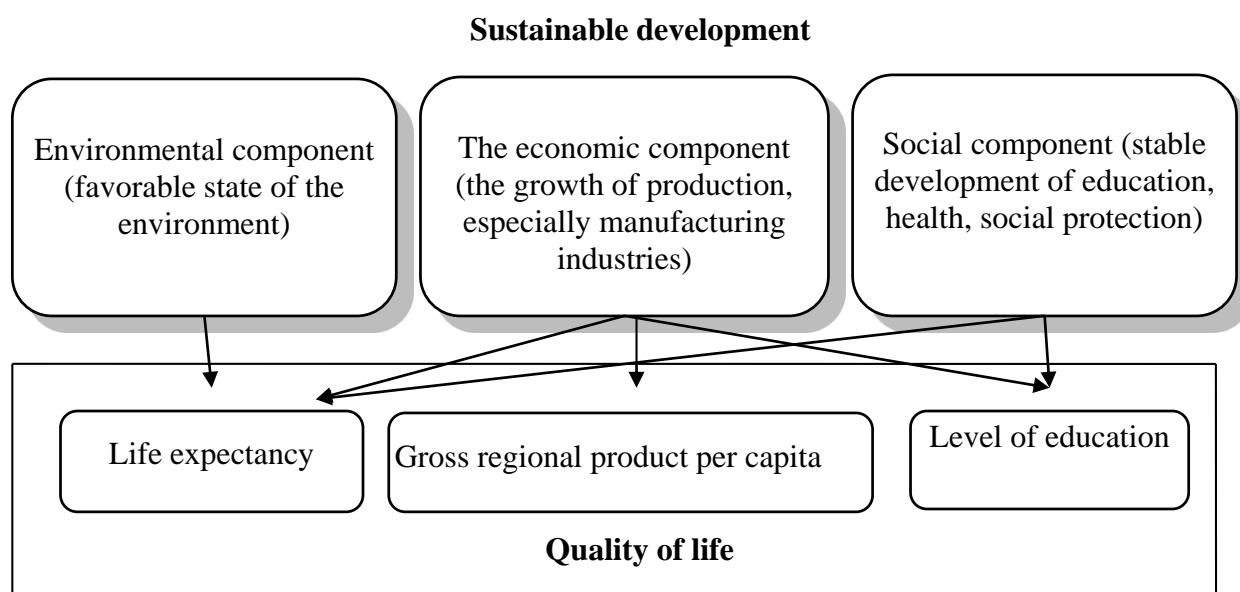 Sustainable development
Environmental component
(favorable state of the
environment)
The economic component
(the growth of production,
especially manufacturing
industries)
Social component (stable
development of education,
health, social protection)
Life expectancy
Gross regional product per capita
Level of education
Quality of life